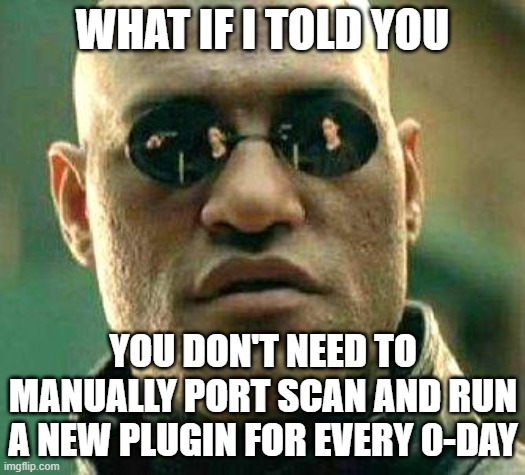 WHAT IF I TOLD YOU
YOU DON'T NEED TO
MANUALLY PORT SCAN AND RUN
A NEW PLUGIN FOR EVERY 0-DAY
imgflip.com